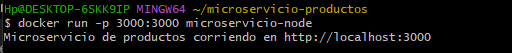 Hp@DESKTOP-6SKK9IP MINGW64 ~/microservicio-productos
$ docker run -p 3000:3000 microservicio-node
Microservicio de productos corriendo en http://localhost:3000